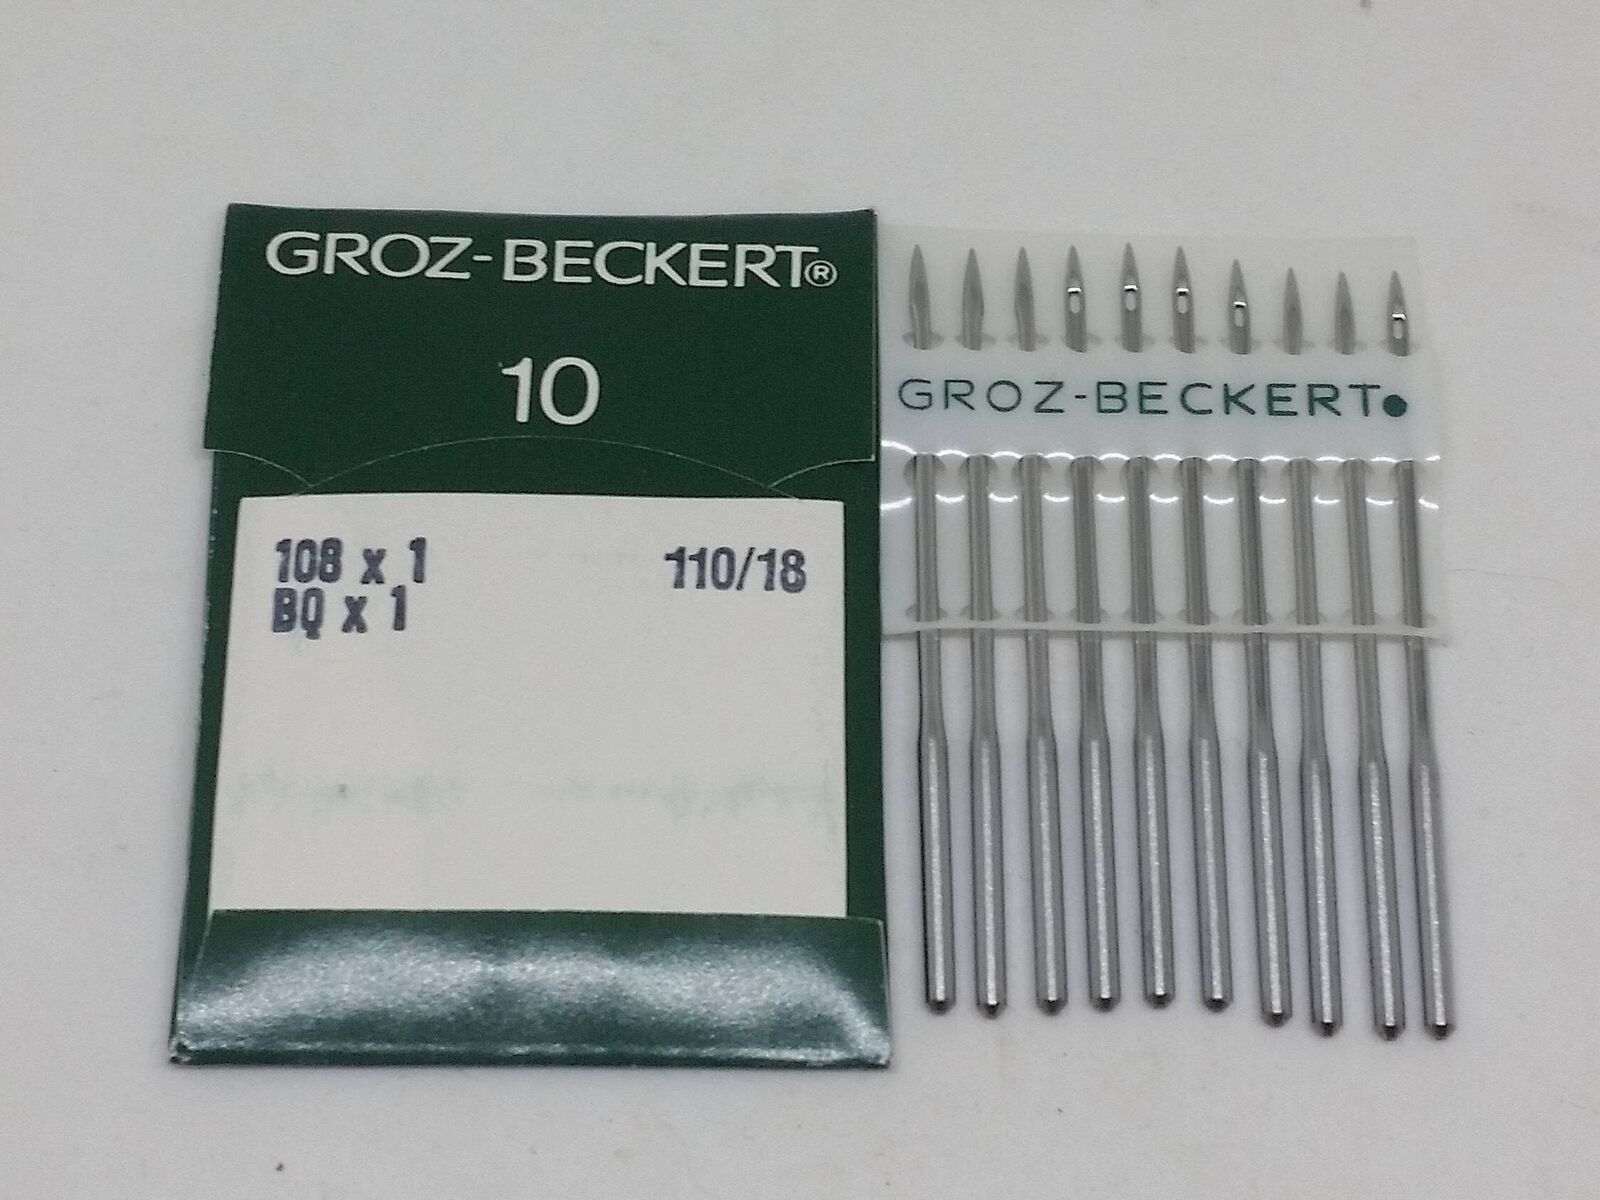 GROZ-BECKERT®
10
108 x 1
BQ x 1
110/18
GROZ-BECKERT